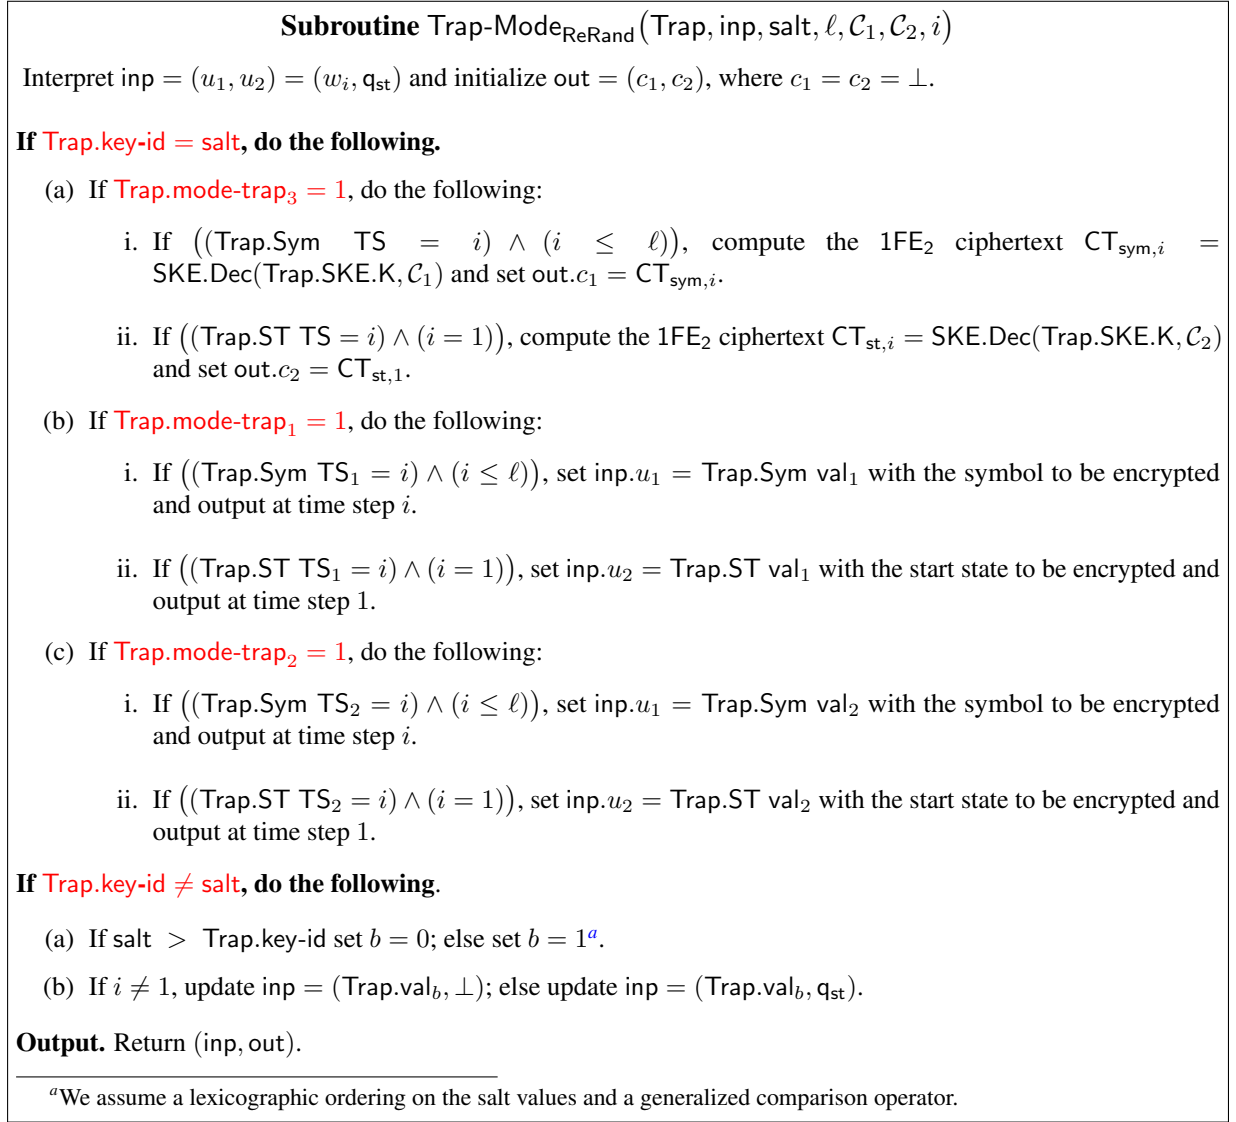 Subroutine Trap-Mode_ReRand(Trap, inp, salt, ℓ, 𝒞₁, 𝒞₂, i)
Interpret inp = (u₁, u₂) = (wᵢ, q_st) and initialize out = (c₁, c₂), where c₁ = c₂ = ⊥.
If Trap.key-id = salt, do the following.
(a) If Trap.mode-trap₃ = 1, do the following:
i. If ((Trap.Sym TS = i) ∧ (i ≤ ℓ)), compute the 1FE₂ ciphertext CT_sym,i =
SKE.Dec(Trap.SKE.K, 𝒞₁) and set out.c₁ = CT_sym,i.
ii. If ((Trap.ST TS = i) ∧ (i = 1)), compute the 1FE₂ ciphertext CT_st,i = SKE.Dec(Trap.SKE.K, 𝒞₂)
and set out.c₂ = CT_st,1.
(b) If Trap.mode-trap₁ = 1, do the following:
i. If ((Trap.Sym TS₁ = i) ∧ (i ≤ ℓ)), set inp.u₁ = Trap.Sym val₁ with the symbol to be encrypted
and output at time step i.
ii. If ((Trap.ST TS₁ = i) ∧ (i = 1)), set inp.u₂ = Trap.ST val₁ with the start state to be encrypted and
output at time step 1.
(c) If Trap.mode-trap₂ = 1, do the following:
i. If ((Trap.Sym TS₂ = i) ∧ (i ≤ ℓ)), set inp.u₁ = Trap.Sym val₂ with the symbol to be encrypted
and output at time step i.
ii. If ((Trap.ST TS₂ = i) ∧ (i = 1)), set inp.u₂ = Trap.ST val₂ with the start state to be encrypted and
output at time step 1.
If Trap.key-id ≠ salt, do the following.
(a) If salt > Trap.key-id set b = 0; else set b = 1ᵃ.
(b) If i ≠ 1, update inp = (Trap.val_b, ⊥); else update inp = (Trap.val_b, q_st).
Output. Return (inp, out).
ᵃWe assume a lexicographic ordering on the salt values and a generalized comparison operator.